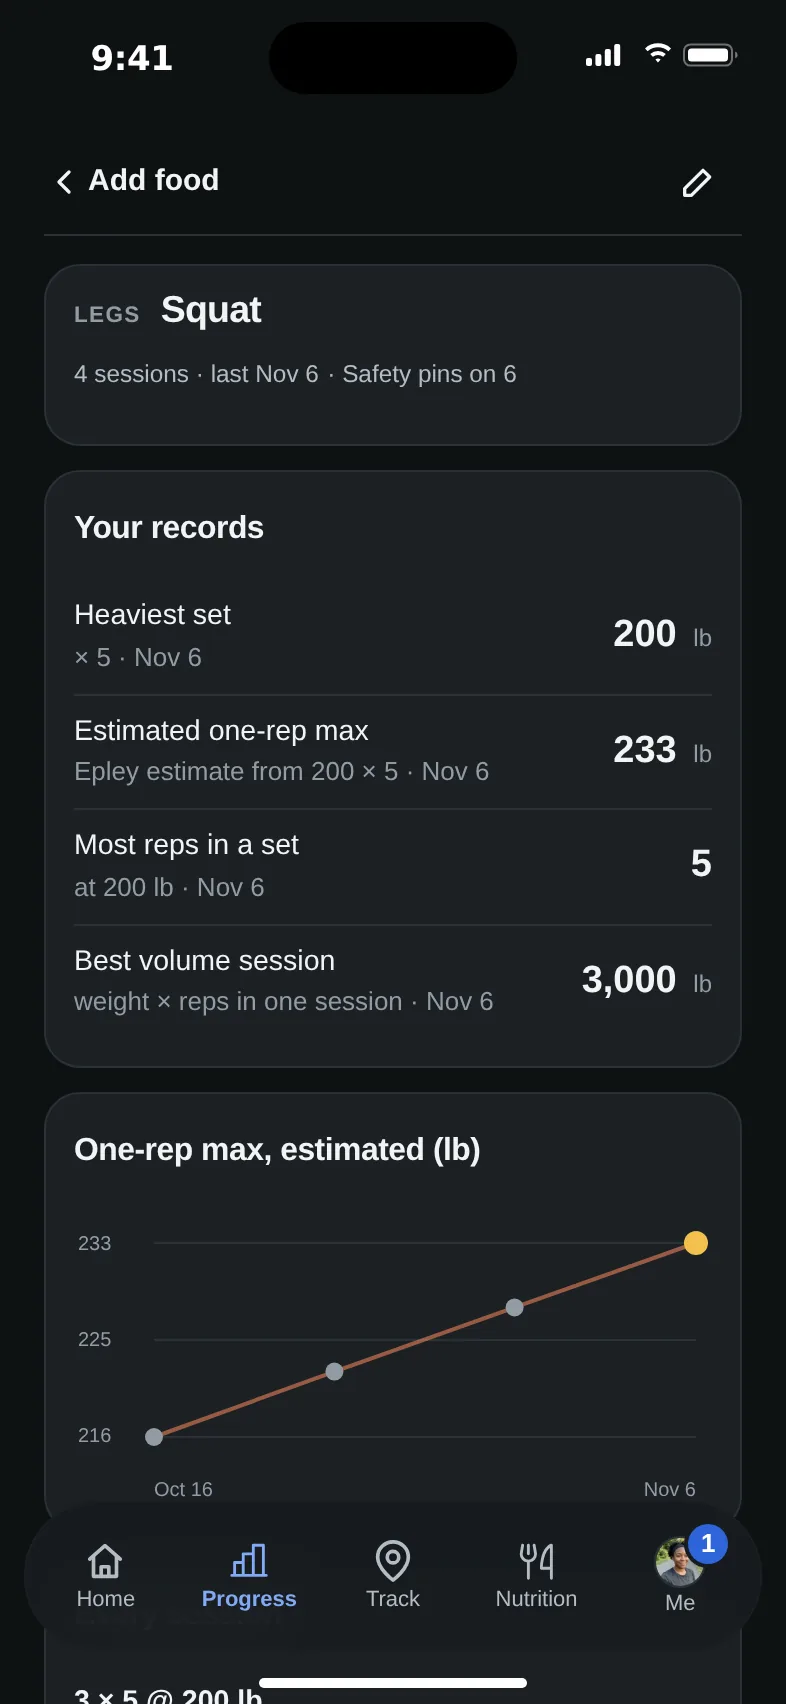 9:41
Add food
LEGS Squat
4 sessions · last Nov 6 · Safety pins on 6
Your records
Heaviest set
× 5 · Nov 6
200 lb
Estimated one-rep max
Epley estimate from 200 × 5 · Nov 6
233 lb
Most reps in a set
at 200 lb · Nov 6
5
Best volume session
weight × reps in one session · Nov 6
3,000 lb
One-rep max, estimated (lb)
233
225
216
Oct 16
Nov 6
Home
Progress
Track
Nutrition
1
Me
3 × 5 @ 200 lb